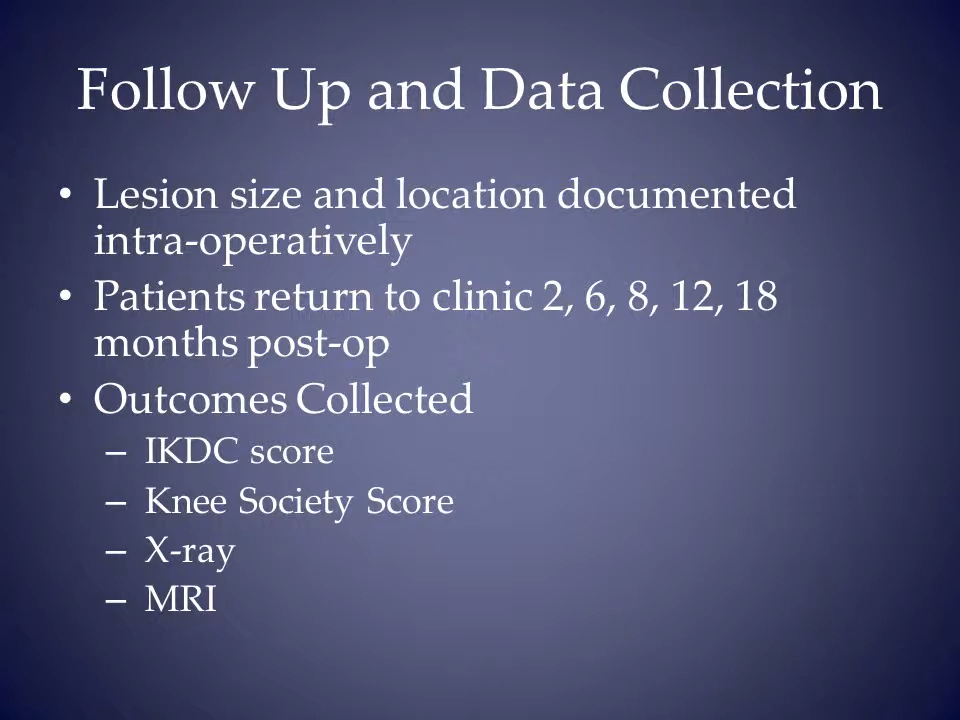 Follow Up and Data Collection
• Lesion size and location documented
intra-operatively
• Patients return to clinic 2, 6, 8, 12, 18
months post-op
• Outcomes Collected
– IKDC score
– Knee Society Score
– X-ray
– MRI